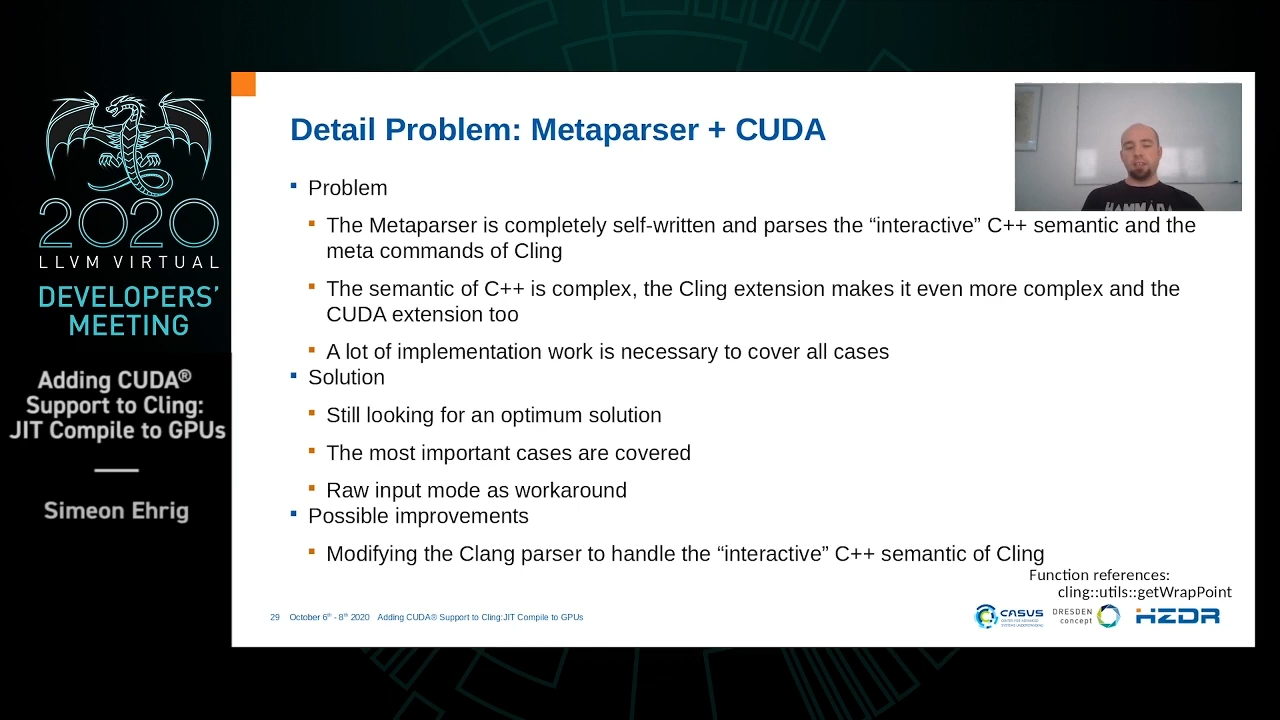 2020
LLVM VIRTUAL
DEVELOPERS'
MEETING
Adding CUDA®
Support to Cling:
JIT Compile to GPUs
Simeon Ehrig
Detail Problem: Metaparser + CUDA
Problem
The Metaparser is completely self-written and parses the “interactive” C++ semantic and the
meta commands of Cling
The semantic of C++ is complex, the Cling extension makes it even more complex and the
CUDA extension too
A lot of implementation work is necessary to cover all cases
Solution
Still looking for an optimum solution
The most important cases are covered
Raw input mode as workaround
Possible improvements
Modifying the Clang parser to handle the “interactive” C++ semantic of Cling
Function references:
cling::utils::getWrapPoint
29 October 6th - 8th 2020 Adding CUDA® Support to Cling:JIT Compile to GPUs
CASUS
DRESDEN
concept
HZDR